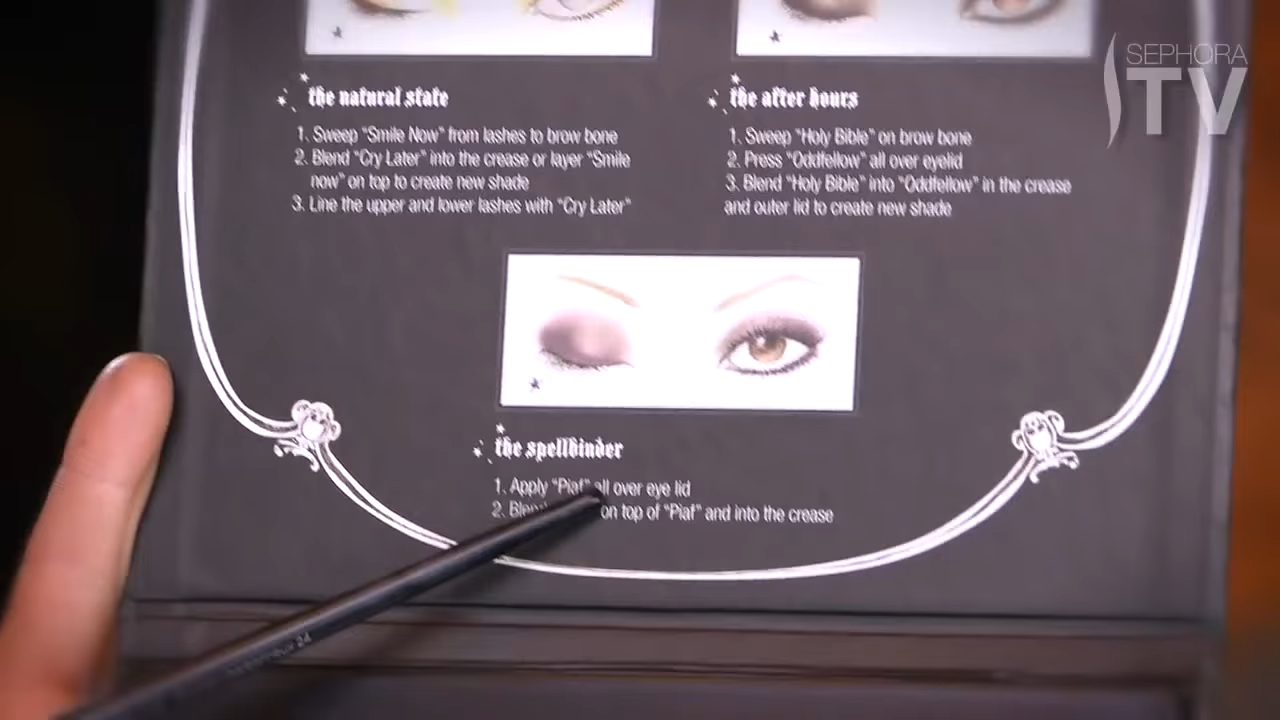 SEPHORA
TV
the natural state
1. Sweep "Smile Now" from lashes to brow bone
2. Blend "Cry Later" into the crease or layer "Smile
now" on top to create new shade
3. Line the upper and lower lashes with "Cry Later"
the after hours
1. Sweep "Holy Bible" on brow bone
2. Press "Oddfellow" all over eyelid
3. Blend "Holy Bible" into "Oddfellow" in the crease
and outer lid to create new shade
the spellbinder
1. Apply "Piaf" all over eye lid
2. Blend on top of "Piaf" and into the crease